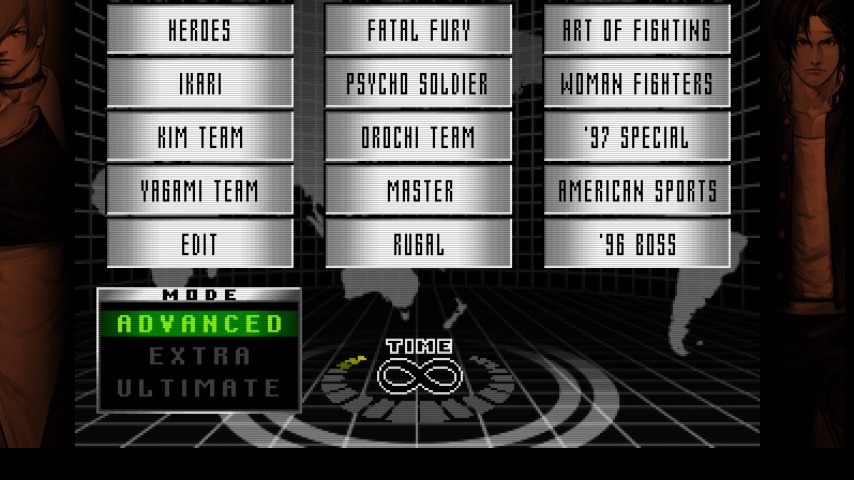 HEROES FATAL FURY ART OF FIGHTING
IKARI PSYCHO SOLDIER WOMAN FIGHTERS
KIM TEAM OROCHI TEAM '97 SPECIAL
YAGAMI TEAM MASTER AMERICAN SPORTS
EDIT RUGAL '96 BOSS
MODE
ADVANCED
EXTRA
ULTIMATE
TIME
∞